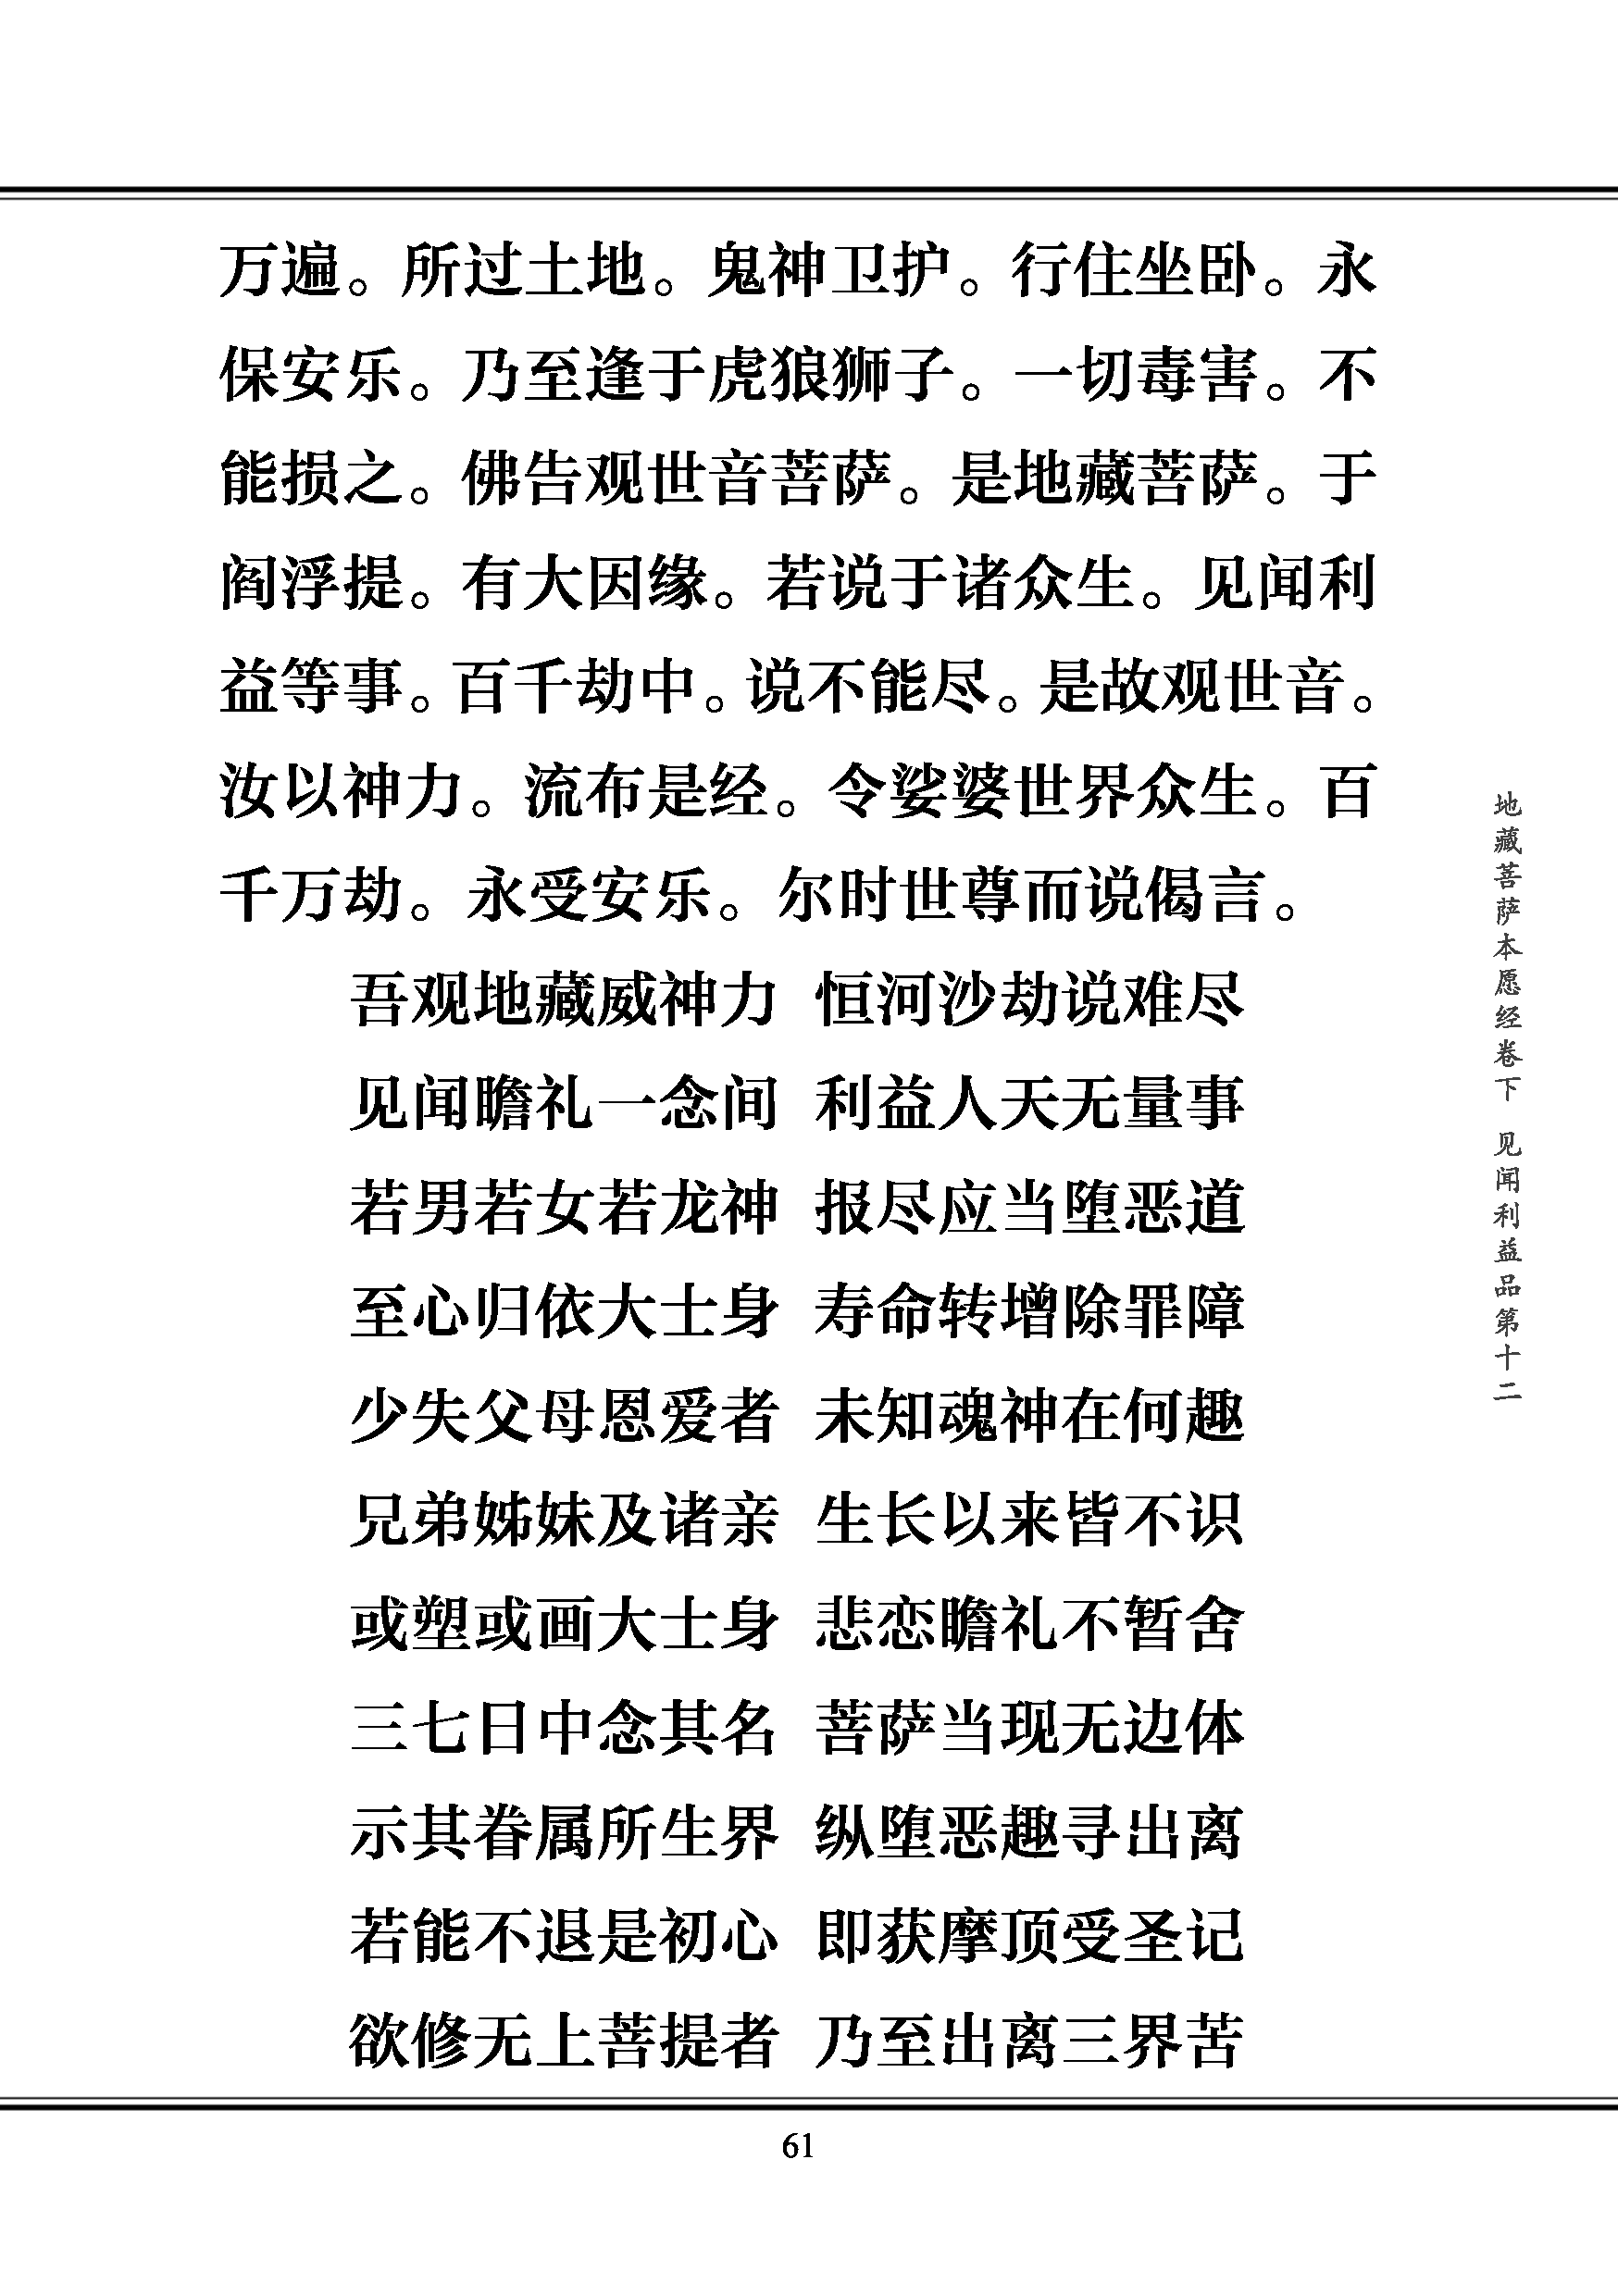 万遍。所过土地。鬼神卫护。行住坐卧。永
保安乐。乃至逢于虎狼狮子。一切毒害。不
能损之。佛告观世音菩萨。是地藏菩萨。于
阎浮提。有大因缘。若说于诸众生。见闻利
益等事。百千劫中。说不能尽。是故观世音。
汝以神力。流布是经。令娑婆世界众生。百
千万劫。永受安乐。尔时世尊而说偈言。
吾观地藏威神力 恒河沙劫说难尽
见闻瞻礼一念间 利益人天无量事
若男若女若龙神 报尽应当堕恶道
至心归依大士身 寿命转增除罪障
少失父母恩爱者 未知魂神在何趣
兄弟姊妹及诸亲 生长以来皆不识
或塑或画大士身 悲恋瞻礼不暂舍
三七日中念其名 菩萨当现无边体
示其眷属所生界 纵堕恶趣寻出离
若能不退是初心 即获摩顶受圣记
欲修无上菩提者 乃至出离三界苦
地藏菩萨本愿经卷下 见闻利益品第十二
61